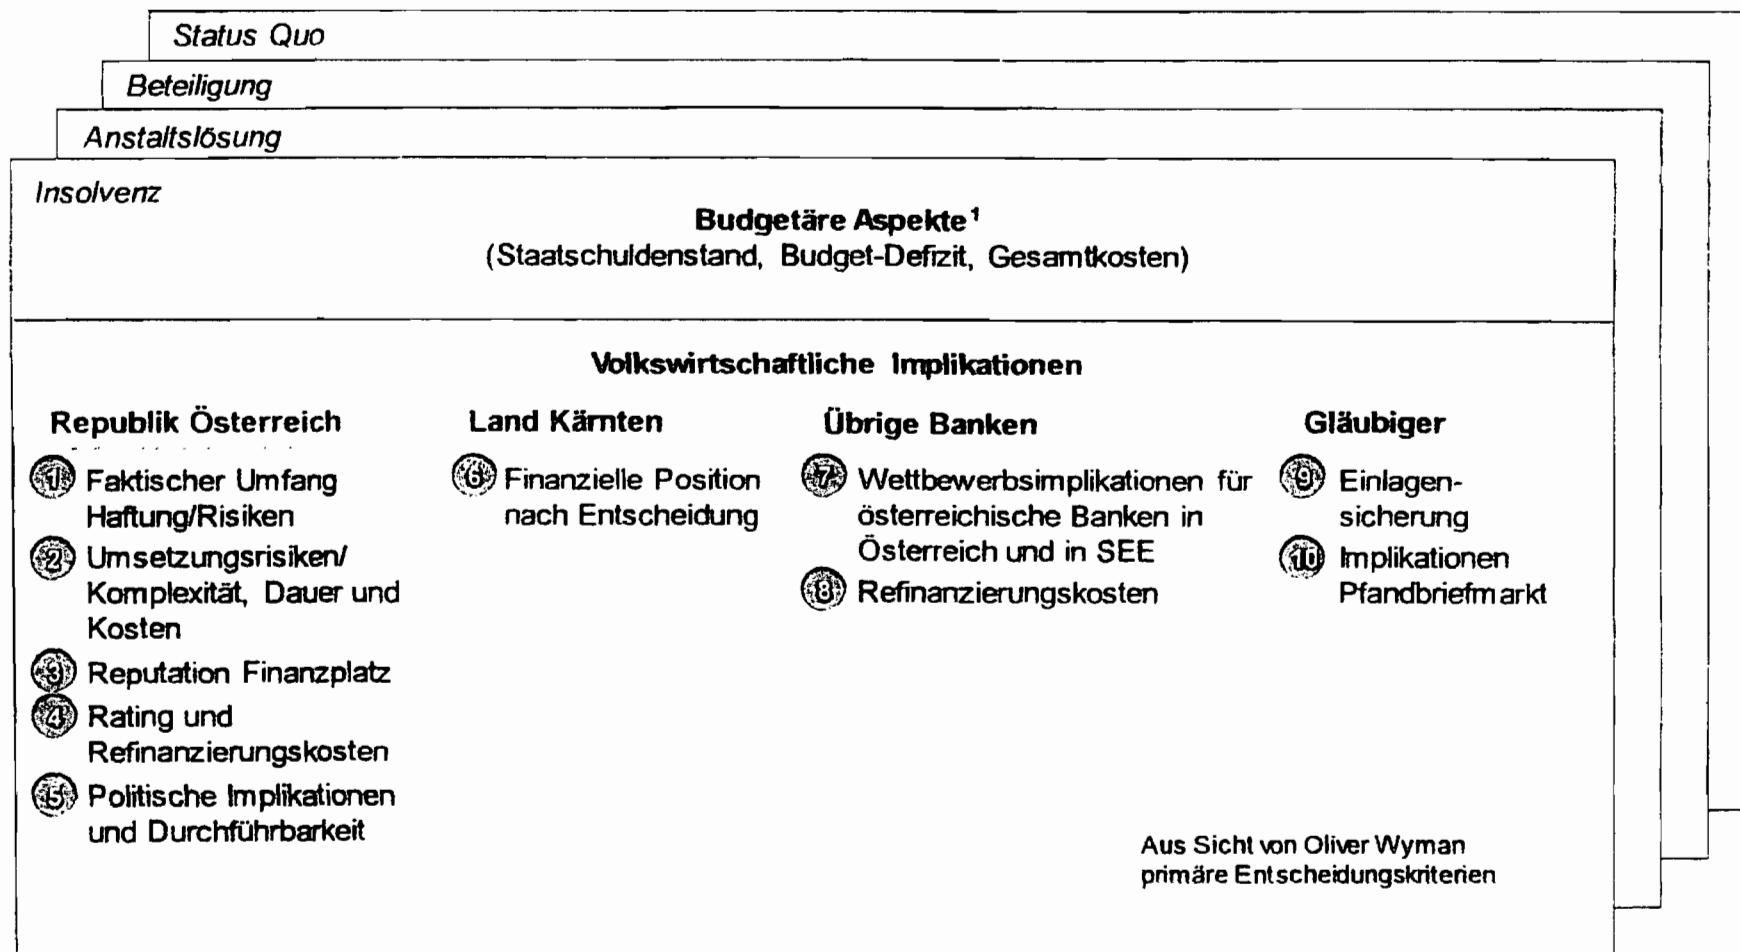 Status Quo
Beteiligung
Anstaltslösung
Insolvenz
Budgetäre Aspekte¹
(Staatschuldenstand, Budget-Defizit, Gesamtkosten)
Volkswirtschaftliche Implikationen
Republik Österreich
1 Faktischer Umfang
Haftung/Risiken
2 Umsetzungsrisiken/
Komplexität, Dauer und
Kosten
3 Reputation Finanzplatz
4 Rating und
Refinanzierungskosten
5 Politische Implikationen
und Durchführbarkeit
Land Kärnten
6 Finanzielle Position
nach Entscheidung
Übrige Banken
7 Wettbewerbsimplikationen für
österreichische Banken in
Österreich und in SEE
8 Refinanzierungskosten
Gläubiger
9 Einlagen-
sicherung
10 Implikationen
Pfandbriefmarkt
Aus Sicht von Oliver Wyman
primäre Entscheidungskriterien